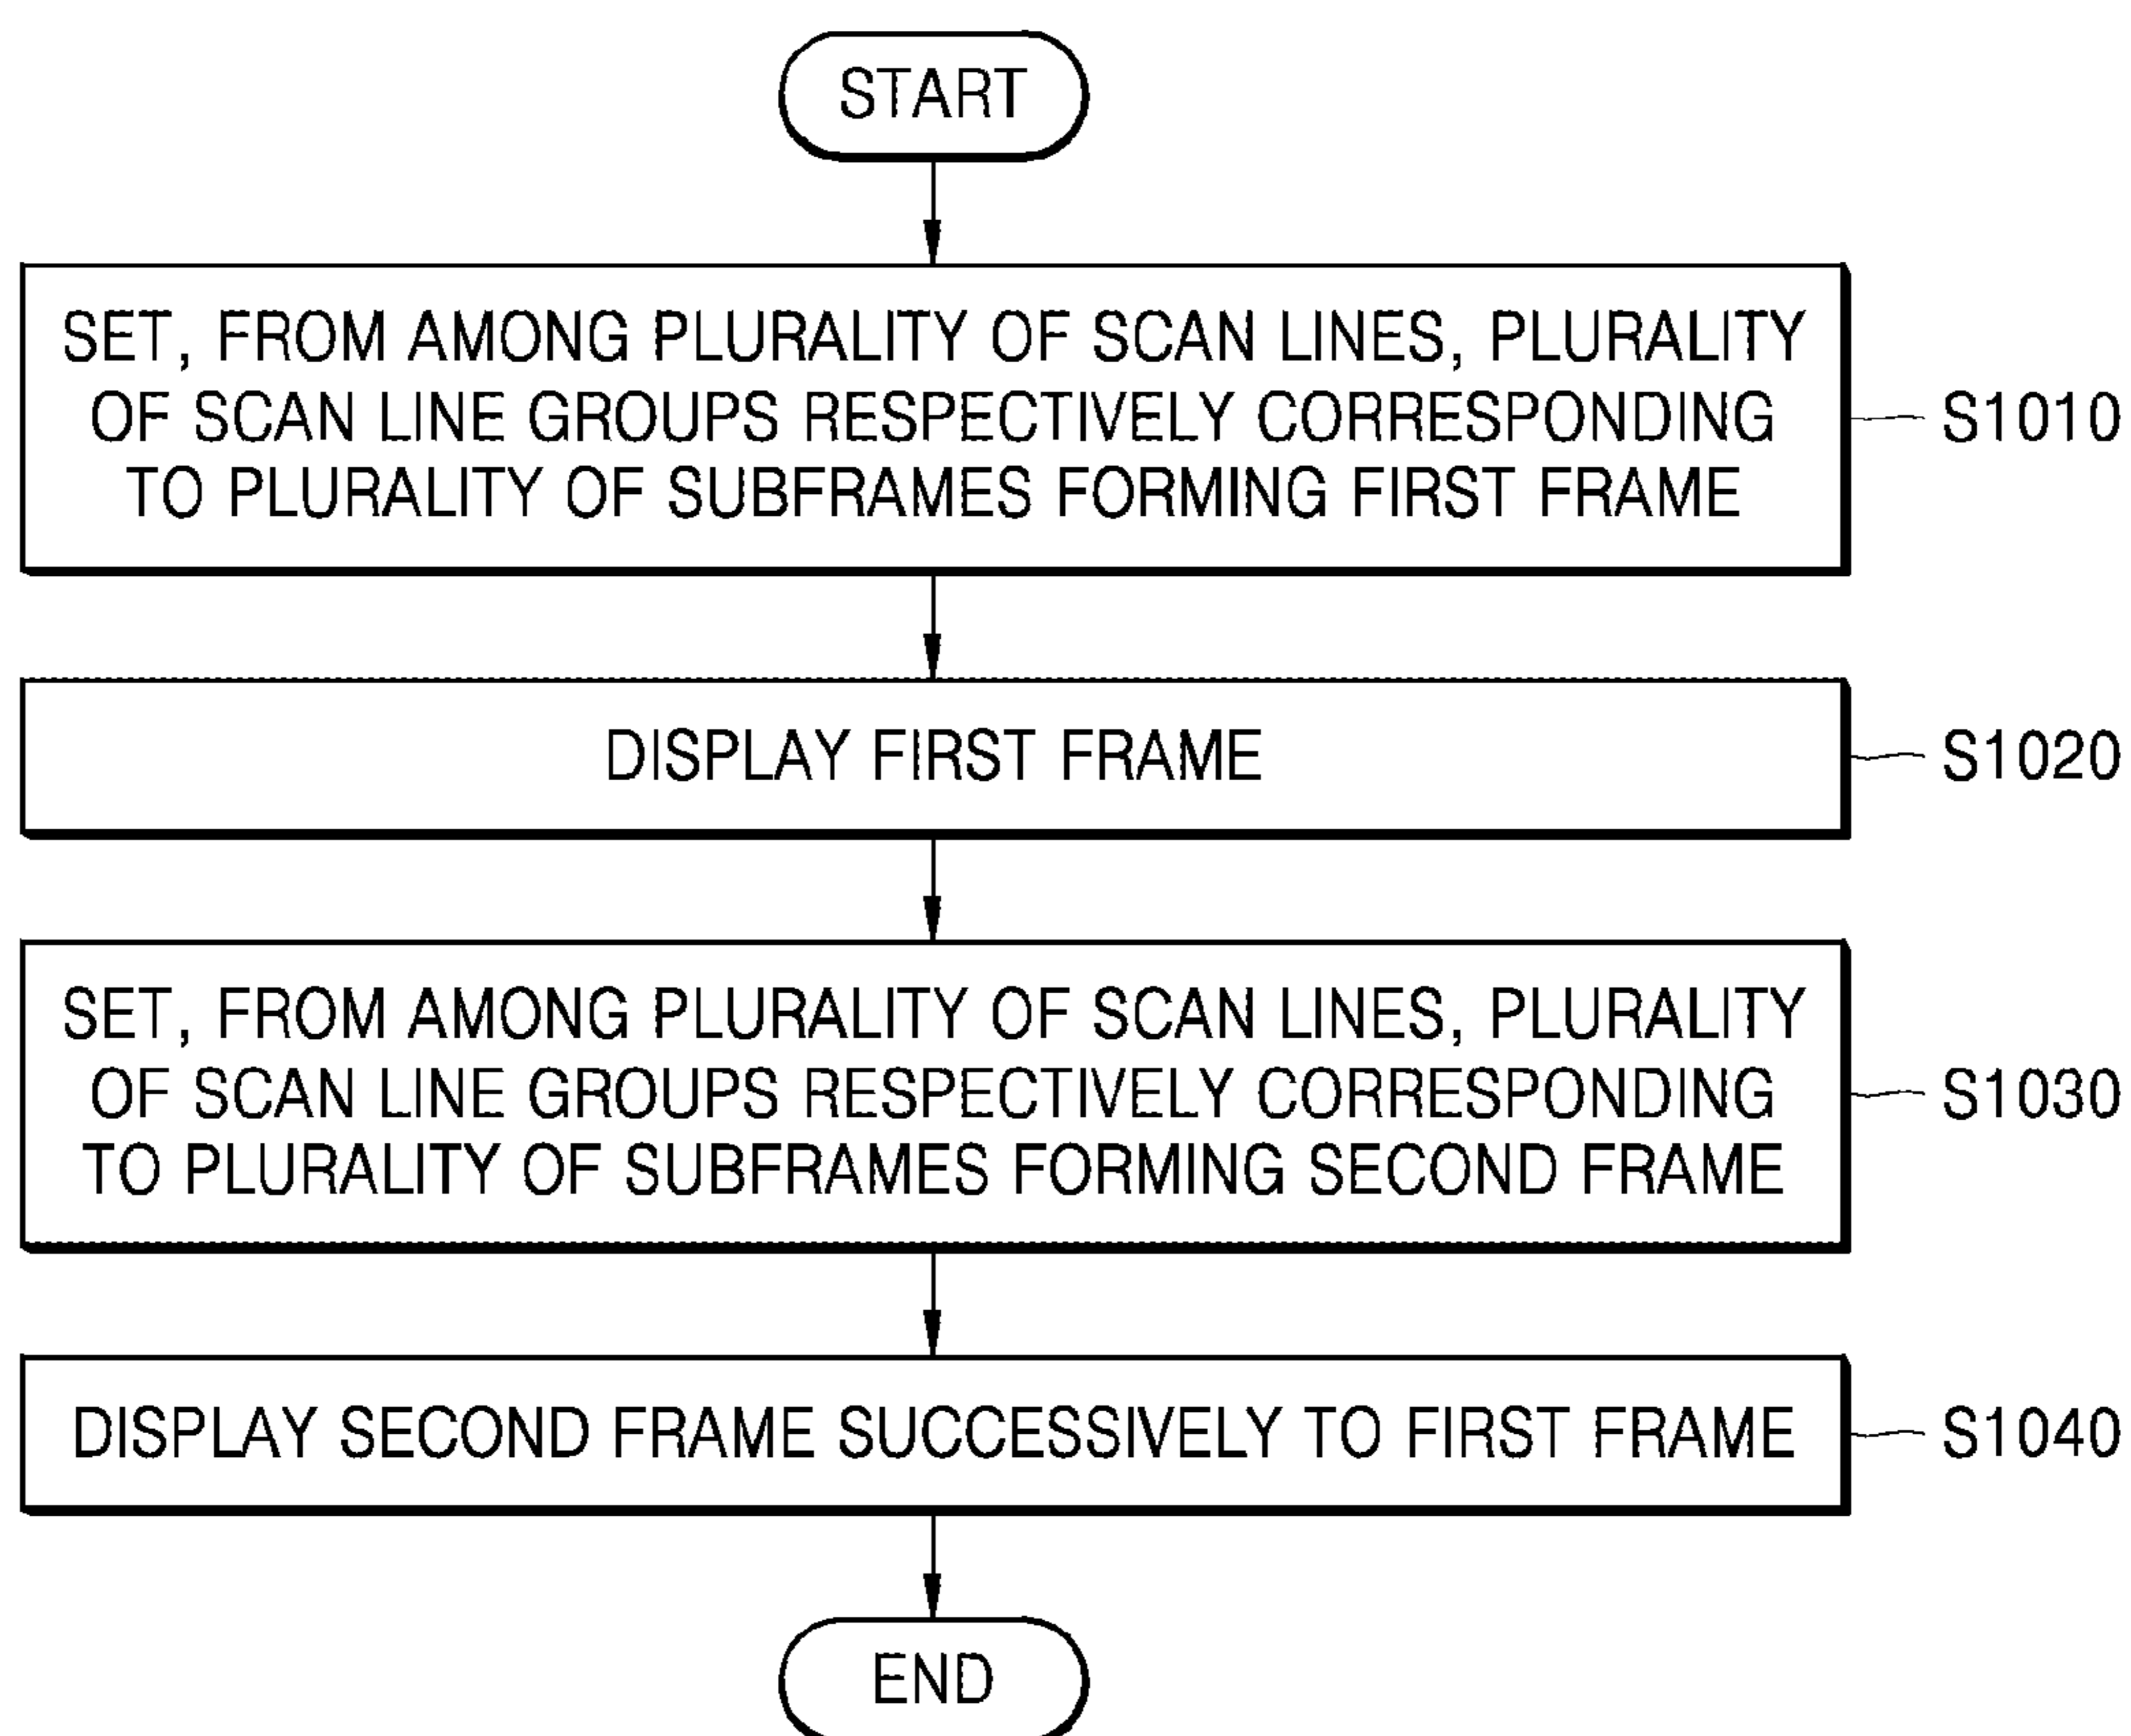 START
SET, FROM AMONG PLURALITY OF SCAN LINES, PLURALITY
OF SCAN LINE GROUPS RESPECTIVELY CORRESPONDING
TO PLURALITY OF SUBFRAMES FORMING FIRST FRAME
S1010
DISPLAY FIRST FRAME
S1020
SET, FROM AMONG PLURALITY OF SCAN LINES, PLURALITY
OF SCAN LINE GROUPS RESPECTIVELY CORRESPONDING
TO PLURALITY OF SUBFRAMES FORMING SECOND FRAME
S1030
DISPLAY SECOND FRAME SUCCESSIVELY TO FIRST FRAME
S1040
END